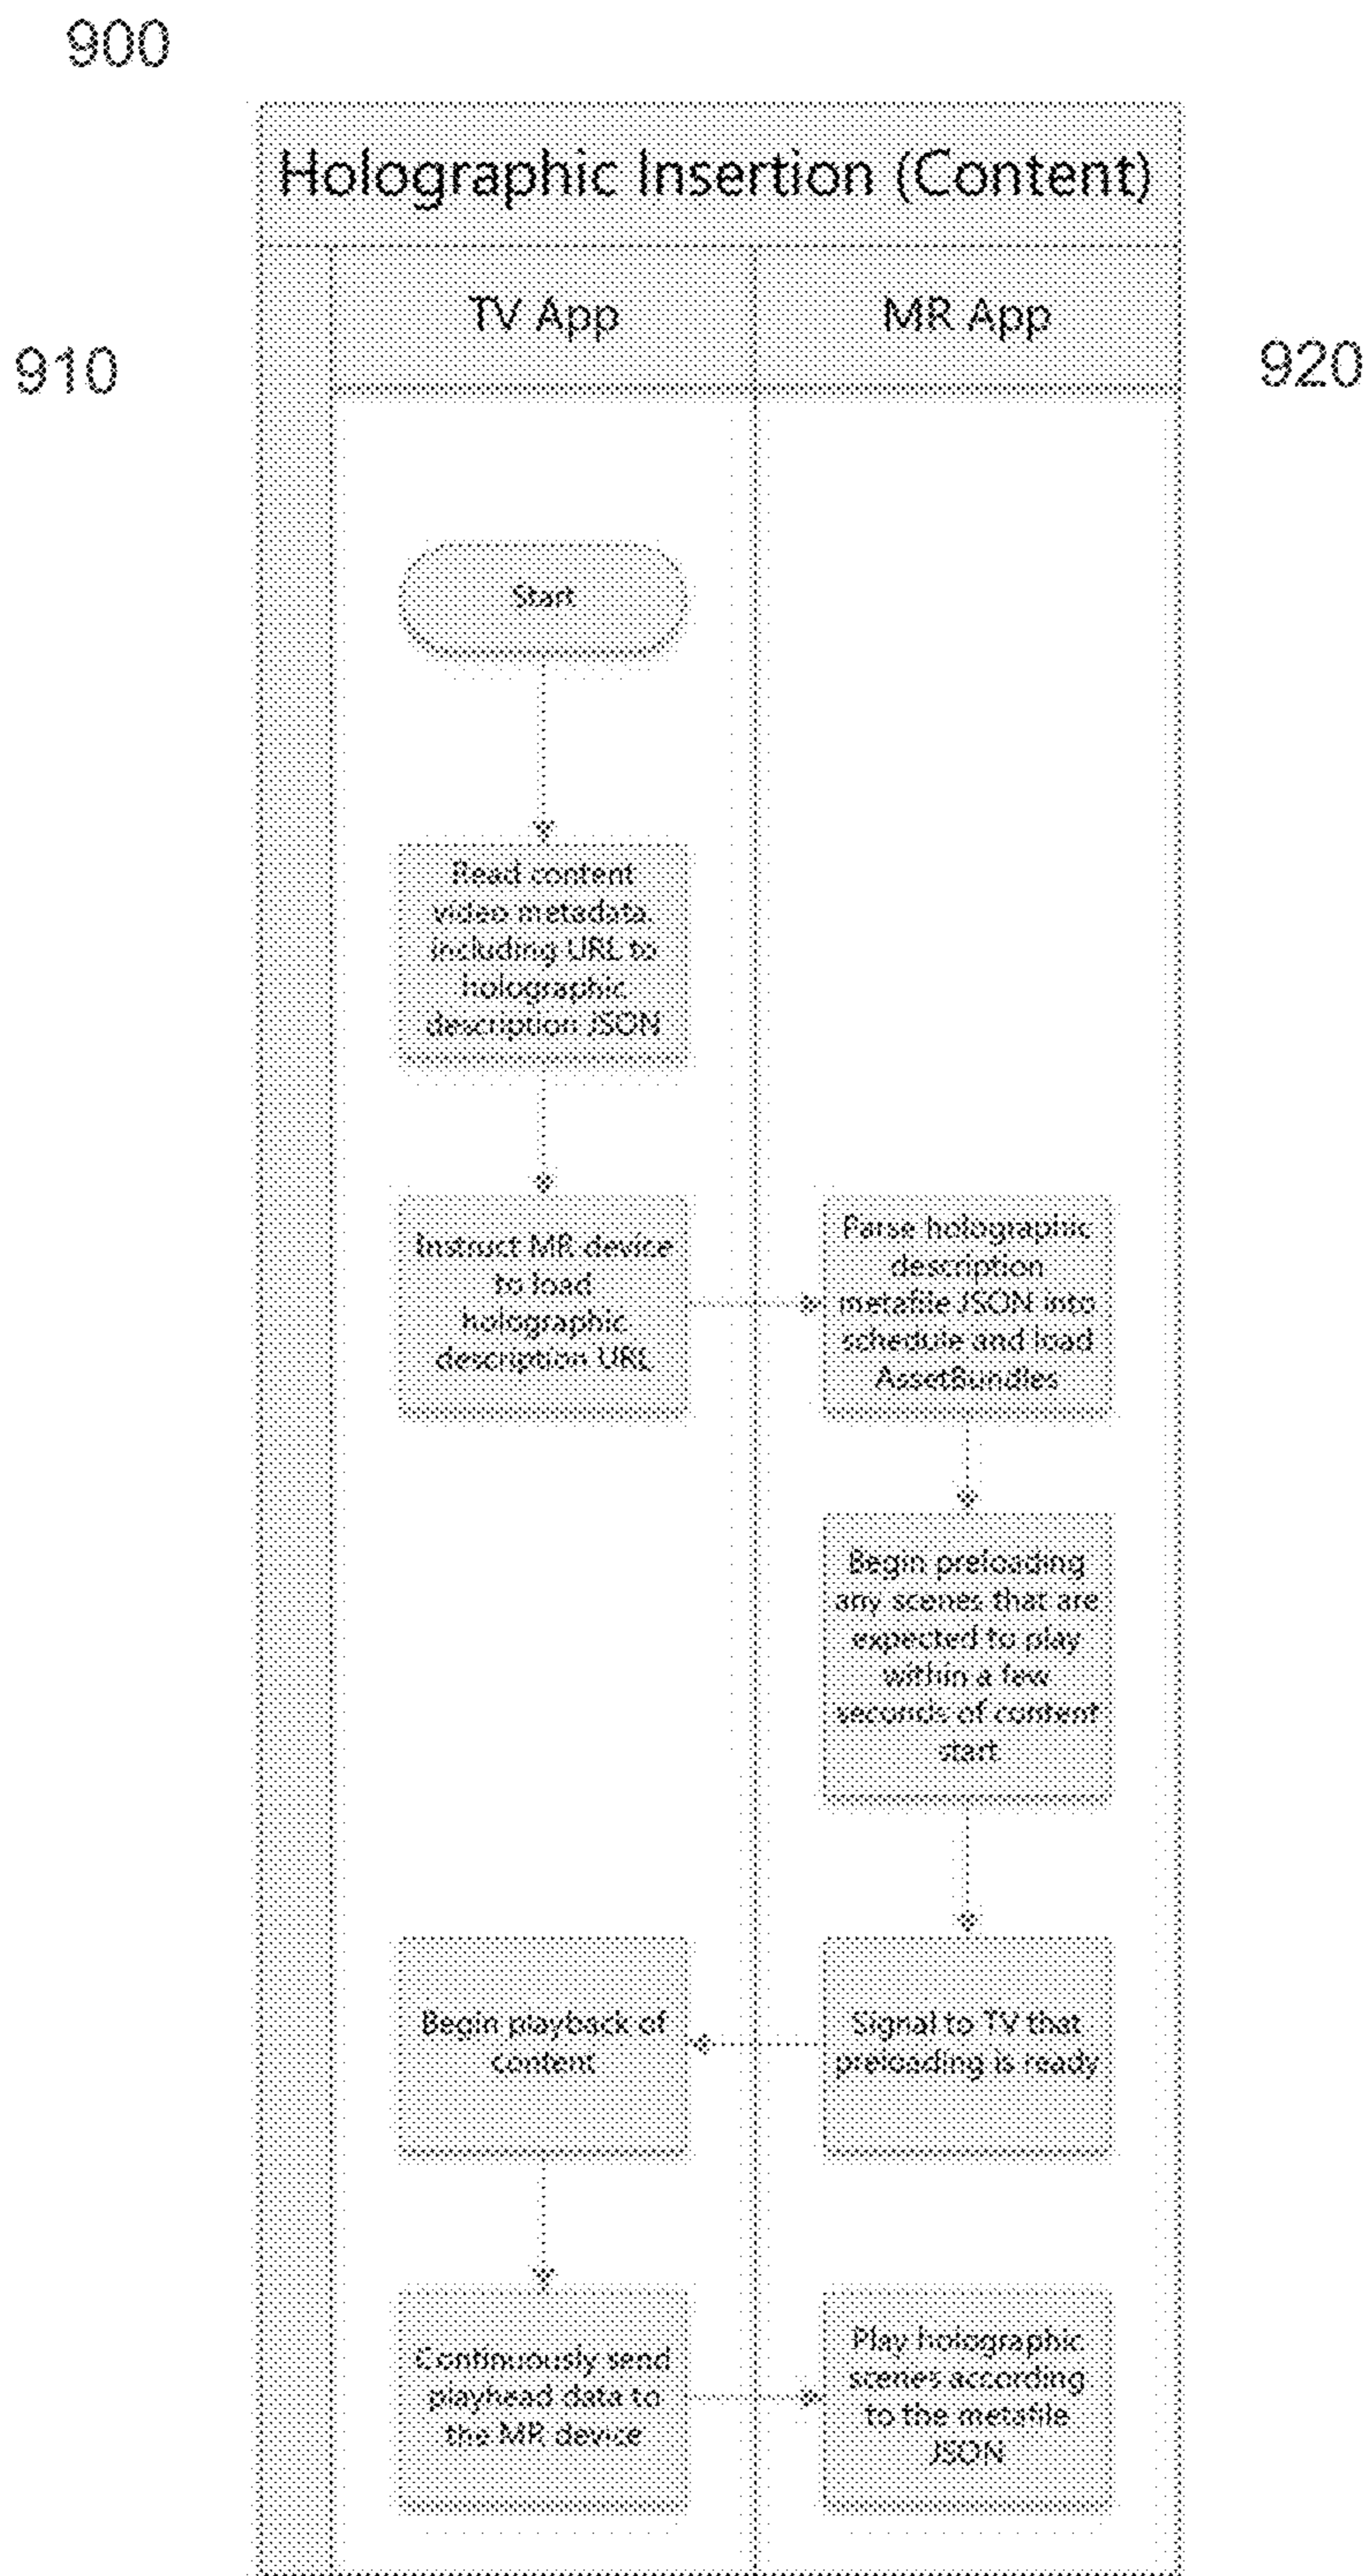 900
Holographic Insertion (Content)
TV App
MR App
910
920
Start
Read content
video metadata,
including URL to
holographic
description JSON
Instruct MR device
to load
holographic
description URL
Parse holographic
description
metafile JSON into
schedule and load
AssetBundles
Begin preloading
any scenes that are
expected to play
within a few
seconds of content
start
Signal to TV that
preloading is ready
Begin playback of
content
Continuously send
playhead data to
the MR device
Play holographic
scenes according
to the metafile
JSON